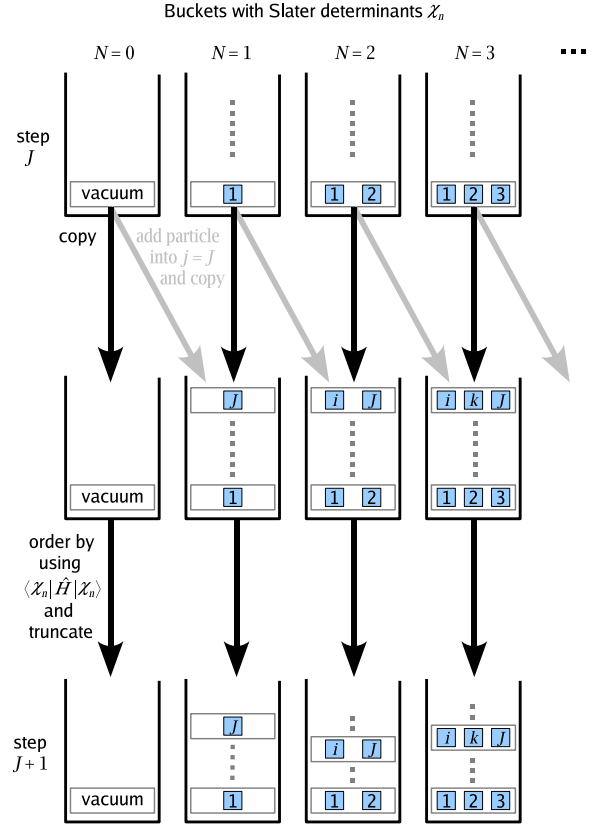 Buckets with Slater determinants χₙ
N = 0 N = 1 N = 2 N = 3 ...
step
J
vacuum 1 1 2 1 2 3
copy
add particle
into j = J
and copy
J i J i k J
vacuum 1 1 2 1 2 3
order by
using
⟨χₙ|Ĥ|χₙ⟩
and
truncate
J
i J
i k J
step
J + 1
vacuum 1 1 2 1 2 3